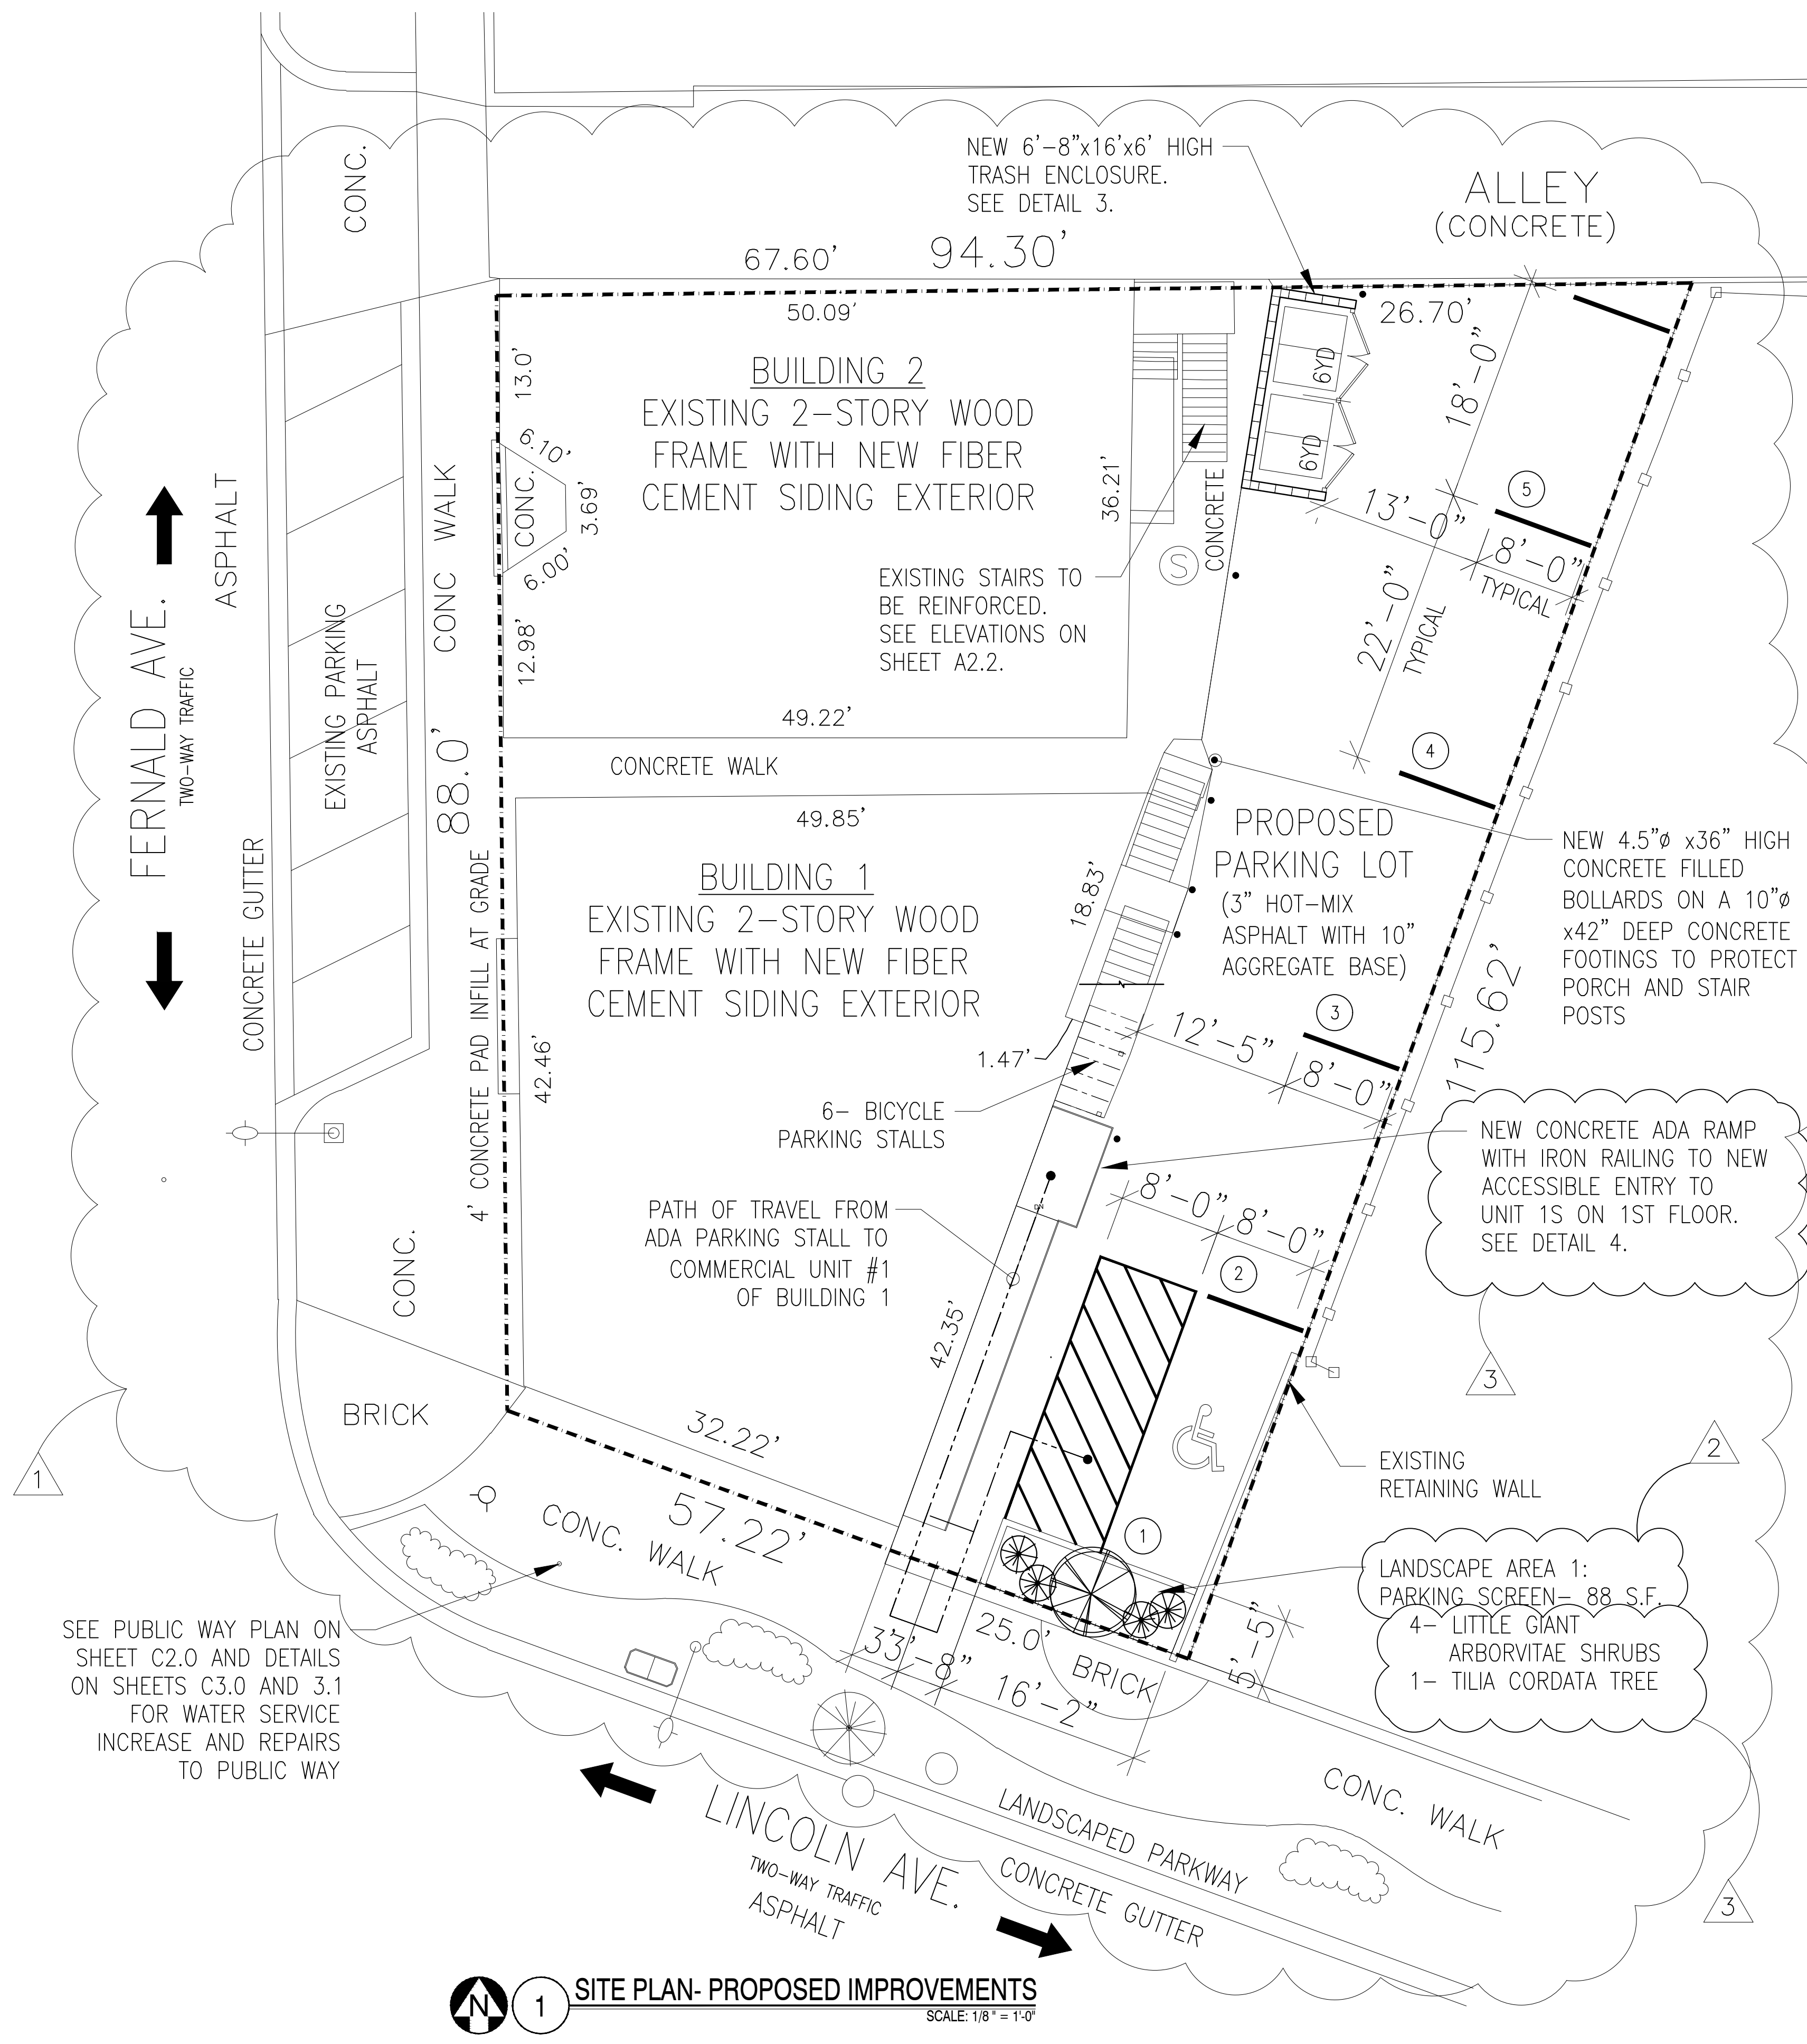 NEW 6'-8"x16'x6' HIGH
TRASH ENCLOSURE.
SEE DETAIL 3.
ALLEY
(CONCRETE)
CONC.
67.60'
94.30'
50.09'
26.70'
18'-0"
13.0'
BUILDING 2
EXISTING 2-STORY WOOD
FRAME WITH NEW FIBER
CEMENT SIDING EXTERIOR
6YD
6YD
6.10'
CONC.
3.69'
6.00'
36.21'
CONCRETE
S
5
13'-0"
8'-0"
TYPICAL
22'-0"
TYPICAL
EXISTING STAIRS TO
BE REINFORCED.
SEE ELEVATIONS ON
SHEET A2.2.
12.98'
49.22'
FERNALD AVE.
TWO-WAY TRAFFIC
ASPHALT
EXISTING PARKING
ASPHALT
CONC WALK
88.0'
CONCRETE GUTTER
4' CONCRETE PAD INFILL AT GRADE
CONCRETE WALK
4
49.85'
BUILDING 1
EXISTING 2-STORY WOOD
FRAME WITH NEW FIBER
CEMENT SIDING EXTERIOR
18.83'
PROPOSED
PARKING LOT
(3" HOT-MIX
ASPHALT WITH 10"
AGGREGATE BASE)
NEW 4.5"ø x36" HIGH
CONCRETE FILLED
BOLLARDS ON A 10"ø
x42" DEEP CONCRETE
FOOTINGS TO PROTECT
PORCH AND STAIR
POSTS
115.62'
3
12'-5"
8'-0"
1.47'
42.46'
6- BICYCLE
PARKING STALLS
NEW CONCRETE ADA RAMP
WITH IRON RAILING TO NEW
ACCESSIBLE ENTRY TO
UNIT 1S ON 1ST FLOOR.
SEE DETAIL 4.
3
8'-0"
8'-0"
2
DN
PATH OF TRAVEL FROM
ADA PARKING STALL TO
COMMERCIAL UNIT #1
OF BUILDING 1
42.35'
CONC.
BRICK
1
32.22'
57.22'
CONC. WALK
EXISTING
RETAINING WALL
2
1
LANDSCAPE AREA 1:
PARKING SCREEN- 88 S.F.
4- LITTLE GIANT
ARBORVITAE SHRUBS
1- TILIA CORDATA TREE
3
SEE PUBLIC WAY PLAN ON
SHEET C2.0 AND DETAILS
ON SHEETS C3.0 AND 3.1
FOR WATER SERVICE
INCREASE AND REPAIRS
TO PUBLIC WAY
3'
3'-8"
25.0'
16'-2"
BRICK
5'-5"
CONC. WALK
LANDSCAPED PARKWAY
CONCRETE GUTTER
LINCOLN AVE.
TWO-WAY TRAFFIC
ASPHALT
N
1
SITE PLAN- PROPOSED IMPROVEMENTS
SCALE: 1/8" = 1'-0"